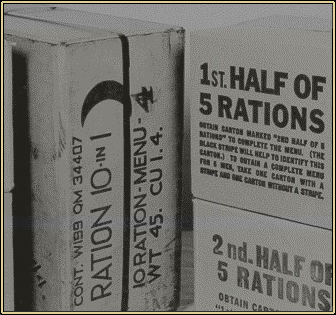 CONT. W199 QM 34407
RATION 10-IN 1
10 RATION-MENU-4
WT 45. CU 1.4.
1ST. HALF OF
5 RATIONS
OBTAIN CARTON MARKED "2ND HALF OF 5
RATIONS" TO COMPLETE THE MENU. (THE
BLACK STRIPE WILL HELP TO IDENTIFY THIS
CARTON.) TO OBTAIN A COMPLETE MENU
FOR 5 MEN, TAKE ONE CARTON WITH A
STRIPE AND ONE CARTON WITHOUT A STRIPE.
2nd. HALF OF
5 RATIONS
OBTAIN